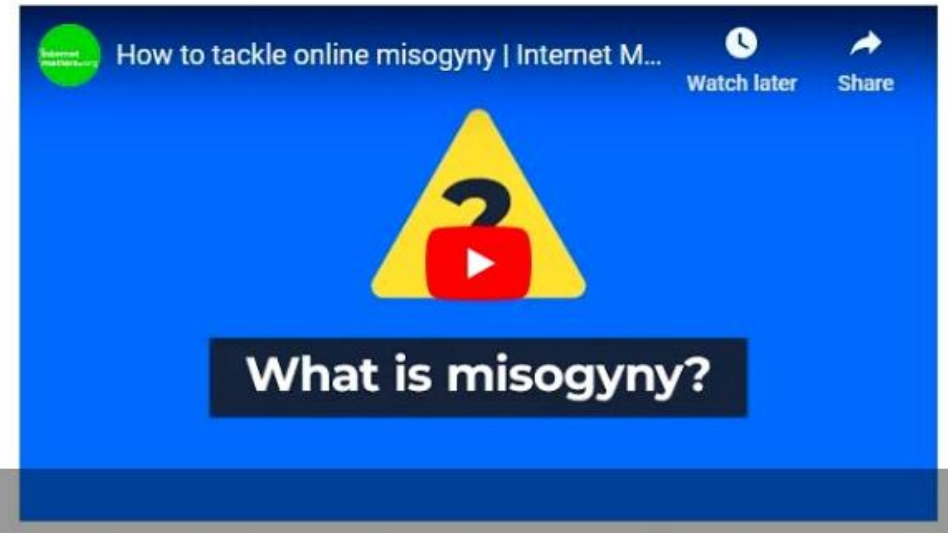 internet
matters.org
How to tackle online misogyny | Internet M...
Watch later
Share
?
What is misogyny?